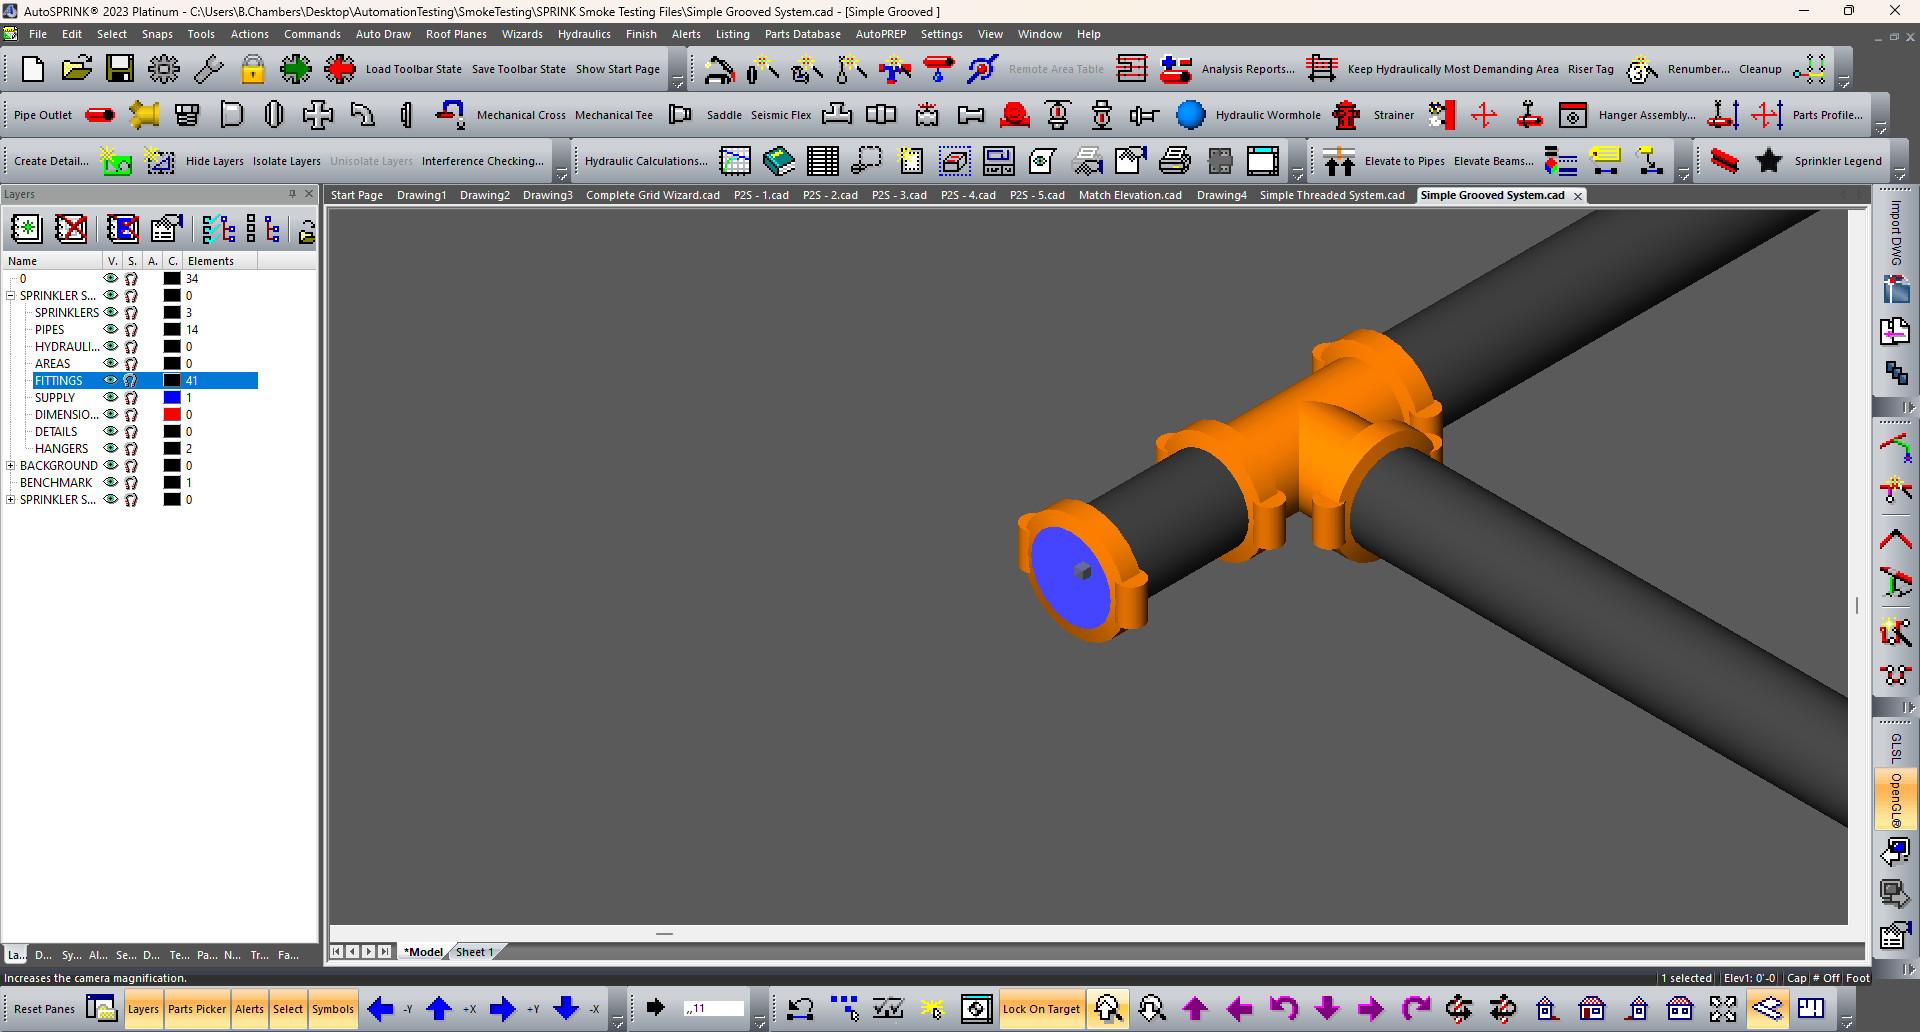 AutoSPRINK® 2023 Platinum - C:\Users\B.Chambers\Desktop\AutomationTesting\SmokeTesting\SPRINK Smoke Testing Files\Simple Grooved System.cad - [Simple Grooved ]
File Edit Select Snaps Tools Actions Commands Auto Draw Roof Planes Wizards Hydraulics Finish Alerts Listing Parts Database AutoPREP Settings View Window Help
Load Toolbar State Save Toolbar State Show Start Page Remote Area Table Analysis Reports... Keep Hydraulically Most Demanding Area Riser Tag Renumber... Cleanup
Pipe Outlet Mechanical Cross Mechanical Tee Saddle Seismic Flex Hydraulic Wormhole Strainer Hanger Assembly... Parts Profile...
Create Detail... Hide Layers Isolate Layers Unisolate Layers Interference Checking... Hydraulic Calculations... Elevate to Pipes Elevate Beams... Sprinkler Legend
Layers
Start Page Drawing1 Drawing2 Drawing3 Complete Grid Wizard.cad P2S - 1.cad P2S - 2.cad P2S - 3.cad P2S - 4.cad P2S - 5.cad Match Elevation.cad Drawing4 Simple Threaded System.cad Simple Grooved System.cad
Name V. S. A. C. Elements
0 34
SPRINKLER S... 0
SPRINKLERS 3
PIPES 14
HYDRAULI... 0
AREAS 0
FITTINGS 41
SUPPLY 1
DIMENSIO... 0
DETAILS 0
HANGERS 2
BACKGROUND 0
BENCHMARK 1
SPRINKLER S... 0
Import DWG
GLSL
OpenGL®
La... D... Sy... Al... Se... D... Te... Pa... N... Tr... Fa...
*Model Sheet 1
Increases the camera magnification.
1 selected Elev1: 0'-0 Cap # Off Foot
Reset Panes Layers Parts Picker Alerts Select Symbols -Y +X +Y -X ,,11 Lock On Target